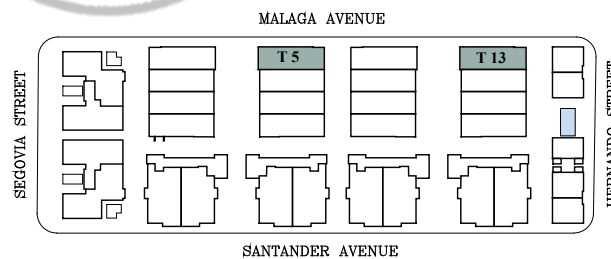 MALAGA AVENUE
T 5
T 13
SEGOVIA STREET
HERNANDO STREET
SANTANDER AVENUE